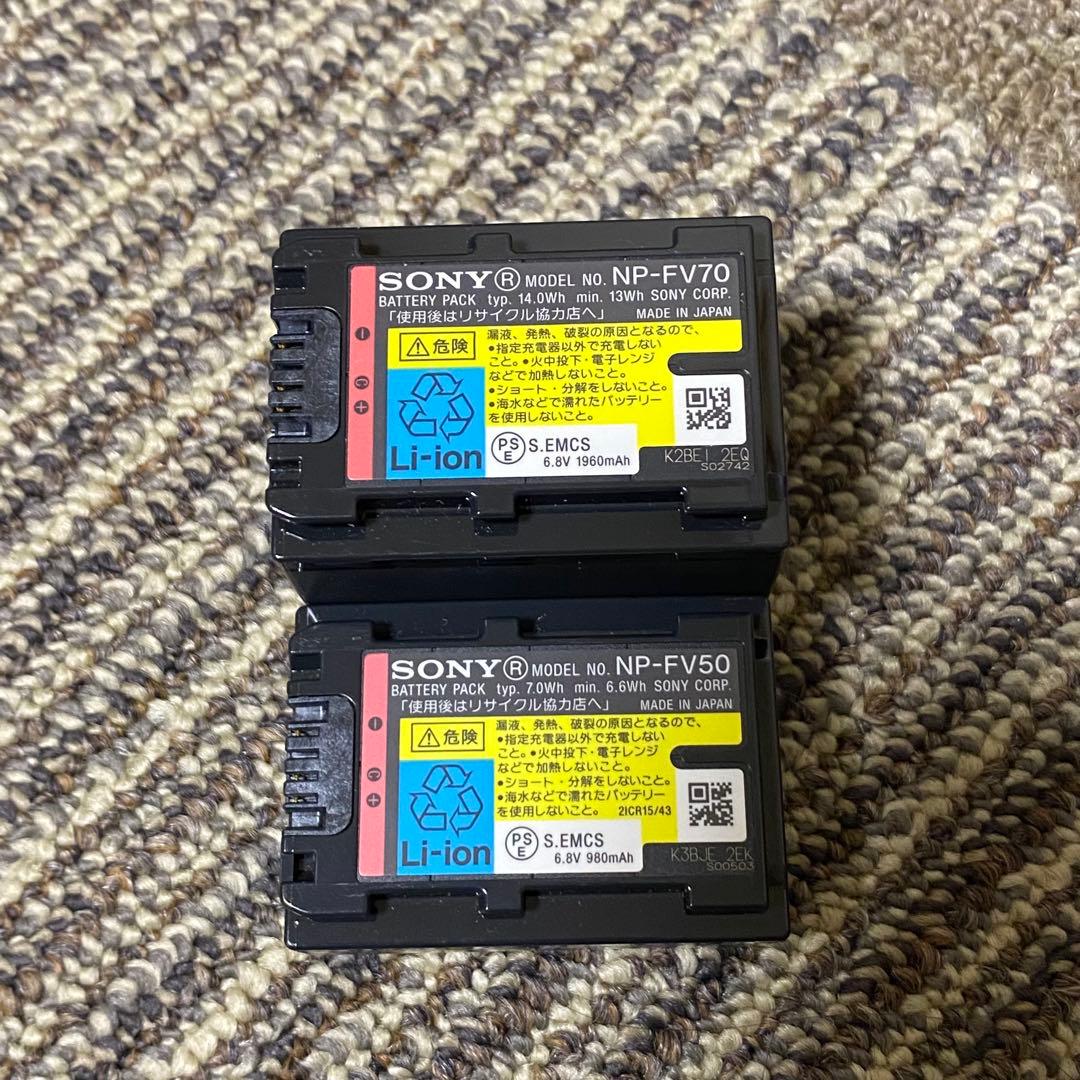 SONY® MODEL NO. NP-FV70
BATTERY PACK typ. 14.0Wh min. 13Wh SONY CORP.
「使用後はリサイクル協力店へ」 MADE IN JAPAN
⚠危険
漏液、発熱、破裂の原因となるので、
•指定充電器以外で充電しない
こと。•火中投下・電子レンジ
などで加熱しないこと。
•ショート・分解をしないこと。
•海水などで濡れたバッテリー
を使用しないこと。
Li-ion
PSE S.EMCS
6.8V 1960mAh
K2BEI 2EQ
S02742
SONY® MODEL NO. NP-FV50
BATTERY PACK typ. 7.0Wh min. 6.6Wh SONY CORP.
「使用後はリサイクル協力店へ」 MADE IN JAPAN
⚠危険
漏液、発熱、破裂の原因となるので、
•指定充電器以外で充電しない
こと。•火中投下・電子レンジ
などで加熱しないこと。
•ショート・分解をしないこと。
•海水などで濡れたバッテリー
を使用しないこと。 2ICR15/43
Li-ion
PSE S.EMCS
6.8V 980mAh
K3BJE 2EK
S00503